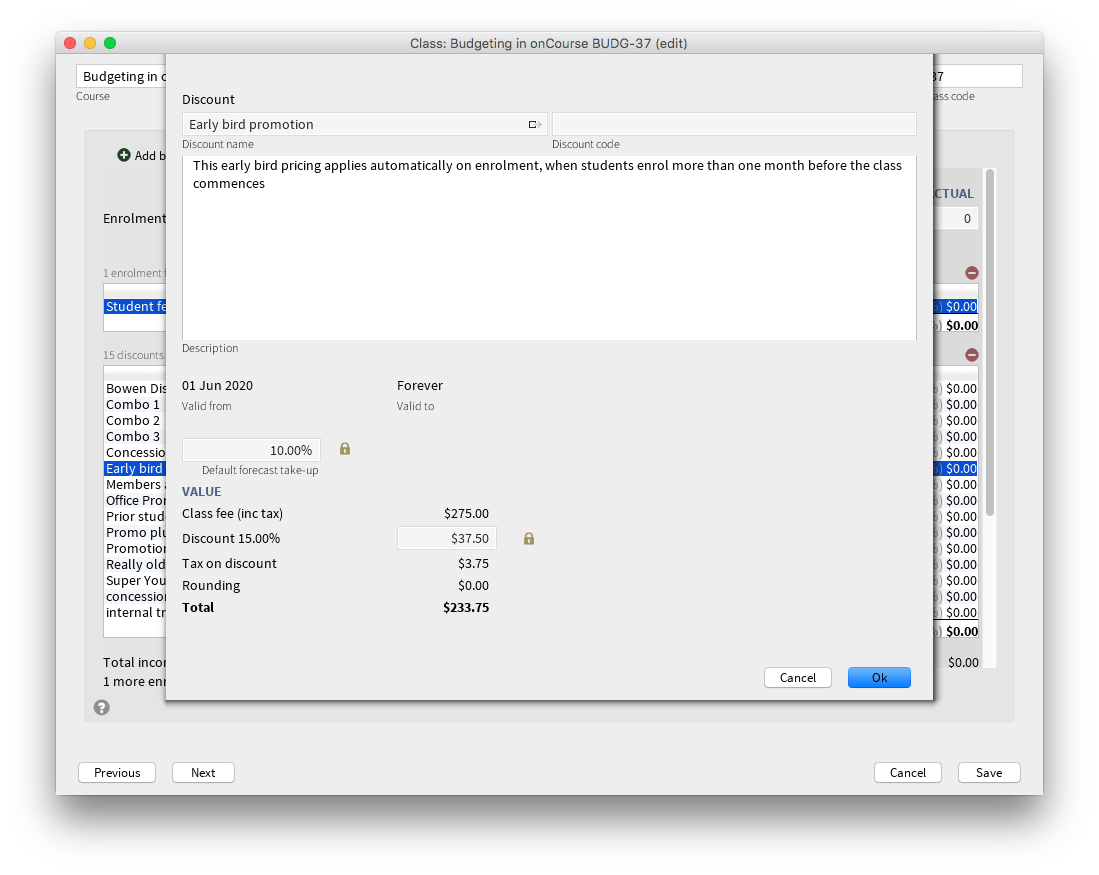 Class: Budgeting in onCourse BUDG-37 (edit)
Budgeting in o
37
Course
ass code
Discount
Early bird promotion
Discount name
Discount code
This early bird pricing applies automatically on enrolment, when students enrol more than one month before the class
commences
Description
01 Jun 2020
Forever
Valid from
Valid to
10.00%
Default forecast take-up
VALUE
Class fee (inc tax)
$275.00
Discount 15.00%
$37.50
Tax on discount
$3.75
Rounding
$0.00
Total
$233.75
Cancel
Ok
Add b
CTUAL
Enrolment
0
1 enrolment f
Student fe
) $0.00
) $0.00
15 discounts
Bowen Dis
%) $0.00
Combo 1
%) $0.00
Combo 2
%) $0.00
Combo 3
%) $0.00
Concessio
%) $0.00
Early bird
%) $0.00
Members a
%) $0.00
Office Pror
%) $0.00
Prior stud
%) $0.00
Promo plu
%) $0.00
Promotion
%) $0.00
Really old
%) $0.00
Super You
%) $0.00
concession
%) $0.00
internal tr
%) $0.00
%) $0.00
Total incor
$0.00
1 more enr
?
Previous
Next
Cancel
Save